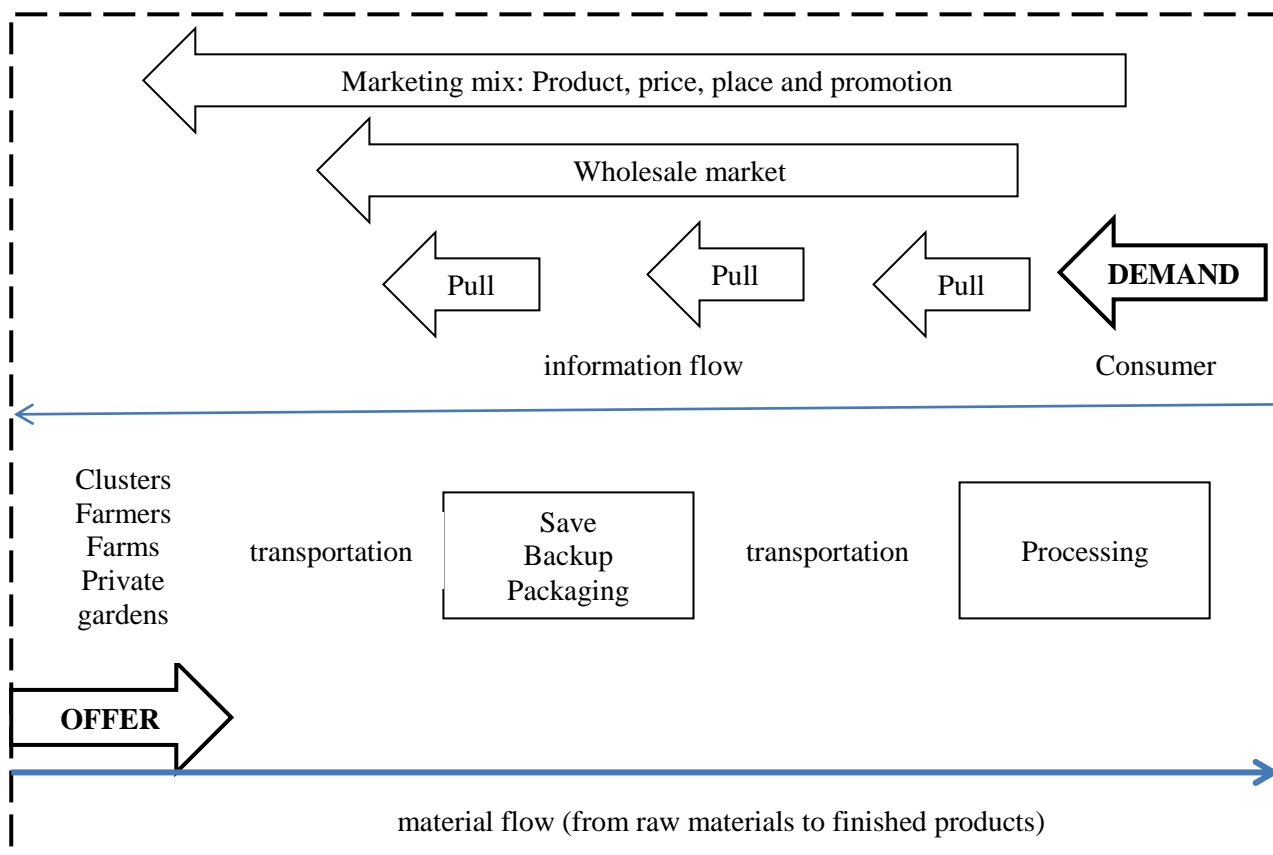 Marketing mix: Product, price, place and promotion
Wholesale market
Pull
Pull
Pull
DEMAND
information flow
Consumer
Clusters
Farmers
Farms
Private
gardens
transportation
Save
Backup
Packaging
transportation
Processing
OFFER
material flow (from raw materials to finished products)